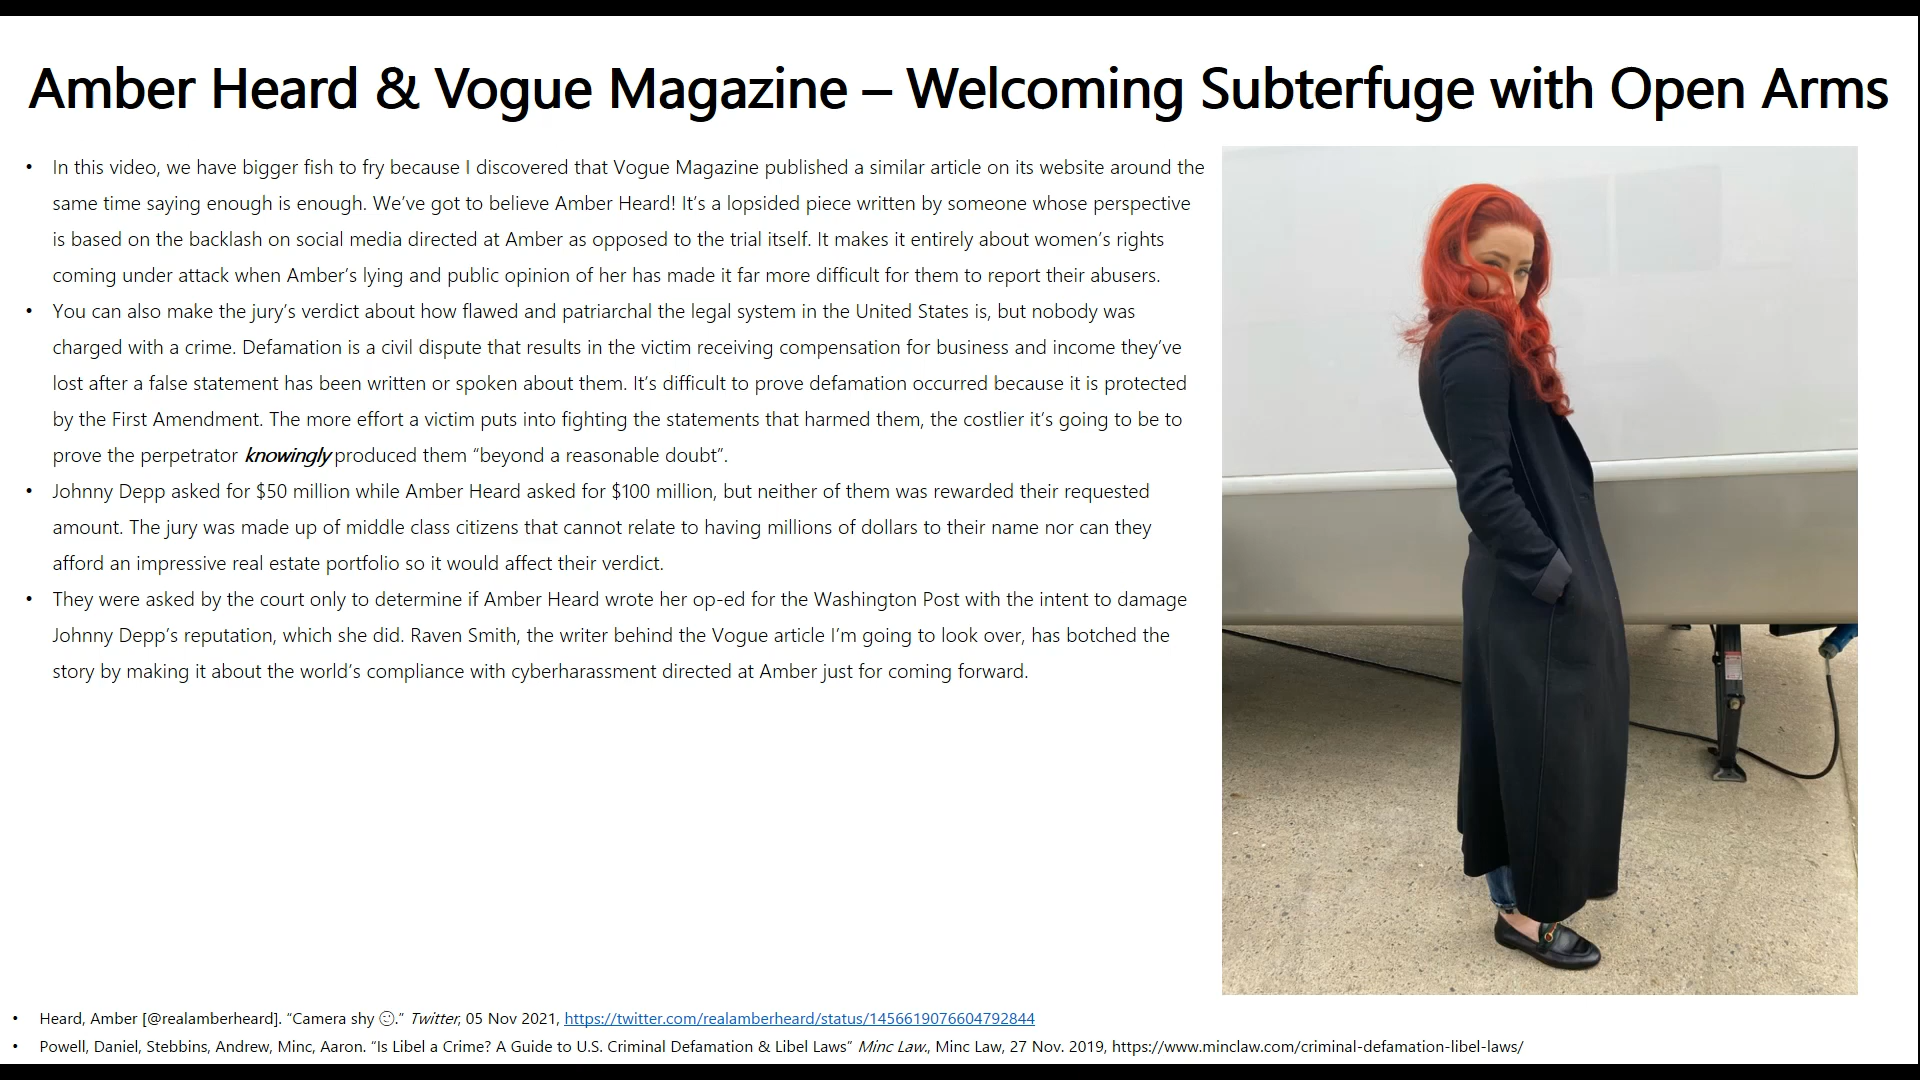 Amber Heard & Vogue Magazine – Welcoming Subterfuge with Open Arms
• In this video, we have bigger fish to fry because I discovered that Vogue Magazine published a similar article on its website around the
same time saying enough is enough. We’ve got to believe Amber Heard! It’s a lopsided piece written by someone whose perspective
is based on the backlash on social media directed at Amber as opposed to the trial itself. It makes it entirely about women’s rights
coming under attack when Amber’s lying and public opinion of her has made it far more difficult for them to report their abusers.
• You can also make the jury’s verdict about how flawed and patriarchal the legal system in the United States is, but nobody was
charged with a crime. Defamation is a civil dispute that results in the victim receiving compensation for business and income they’ve
lost after a false statement has been written or spoken about them. It’s difficult to prove defamation occurred because it is protected
by the First Amendment. The more effort a victim puts into fighting the statements that harmed them, the costlier it’s going to be to
prove the perpetrator knowingly produced them “beyond a reasonable doubt”.
• Johnny Depp asked for $50 million while Amber Heard asked for $100 million, but neither of them was rewarded their requested
amount. The jury was made up of middle class citizens that cannot relate to having millions of dollars to their name nor can they
afford an impressive real estate portfolio so it would affect their verdict.
• They were asked by the court only to determine if Amber Heard wrote her op-ed for the Washington Post with the intent to damage
Johnny Depp’s reputation, which she did. Raven Smith, the writer behind the Vogue article I’m going to look over, has botched the
story by making it about the world’s compliance with cyberharassment directed at Amber just for coming forward.
• Heard, Amber [@realamberheard]. “Camera shy 🙂.” Twitter, 05 Nov 2021, https://twitter.com/realamberheard/status/1456619076604792844
• Powell, Daniel, Stebbins, Andrew, Minc, Aaron. “Is Libel a Crime? A Guide to U.S. Criminal Defamation & Libel Laws” Minc Law., Minc Law, 27 Nov. 2019, https://www.minclaw.com/criminal-defamation-libel-laws/